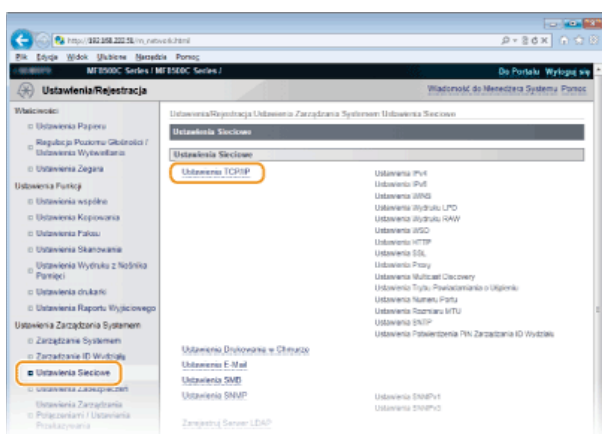 http://192.168.222.51/m_network.html
Plik Edycja Widok Ulubione Narzędzia Pomoc
MF8500C Series / MF8500C Series /
Do Portalu Wyloguj się
Ustawienia/Rejestracja
Wiadomość do Menedżera Systemu Pomoc
Właściwości
Ustawienia Papieru
Regulacja Poziomu Głośności /
Ustawienia Wyświetlania
Ustawienia Zegara
Ustawienia Funkcji
Ustawienia wspólne
Ustawienia Kopiowania
Ustawienia Faksu
Ustawienia Skanowania
Ustawienia Wydruku z Nośnika
Pamięci
Ustawienia drukarki
Ustawienia Raportu Wyjściowego
Ustawienia Zarządzania Systemem
Zarządzanie Systemem
Zarządzanie ID Wydziału
Ustawienia Sieciowe
Ustawienia Zabezpieczeń
Ustawienia Zarządzania
Połączeniami / Ustawienia
Przekazywania
Ustawienia/Rejestracja Ustawienia Zarządzania Systemem Ustawienia Sieciowe
Ustawienia Sieciowe
Ustawienia Sieciowe
Ustawienia TCP/IP
Ustawienia IPv4
Ustawienia IPv6
Ustawienia WINS
Ustawienia Wydruku LPD
Ustawienia Wydruku RAW
Ustawienia WSD
Ustawienia HTTP
Ustawienia SSL
Ustawienia Proxy
Ustawienia Multicast Discovery
Ustawienia Trybu Powiadamiania o Uśpieniu
Ustawienia Numeru Portu
Ustawienia Rozmiaru MTU
Ustawienia SNTP
Ustawienia Potwierdzenia PIN Zarządzania ID Wydziału
Ustawienia Drukowania w Chmurze
Ustawienia E-Mail
Ustawienia SMB
Ustawienia SNMP
Ustawienia SNMPv1
Ustawienia SNMPv3
Zarejestruj Serwer LDAP